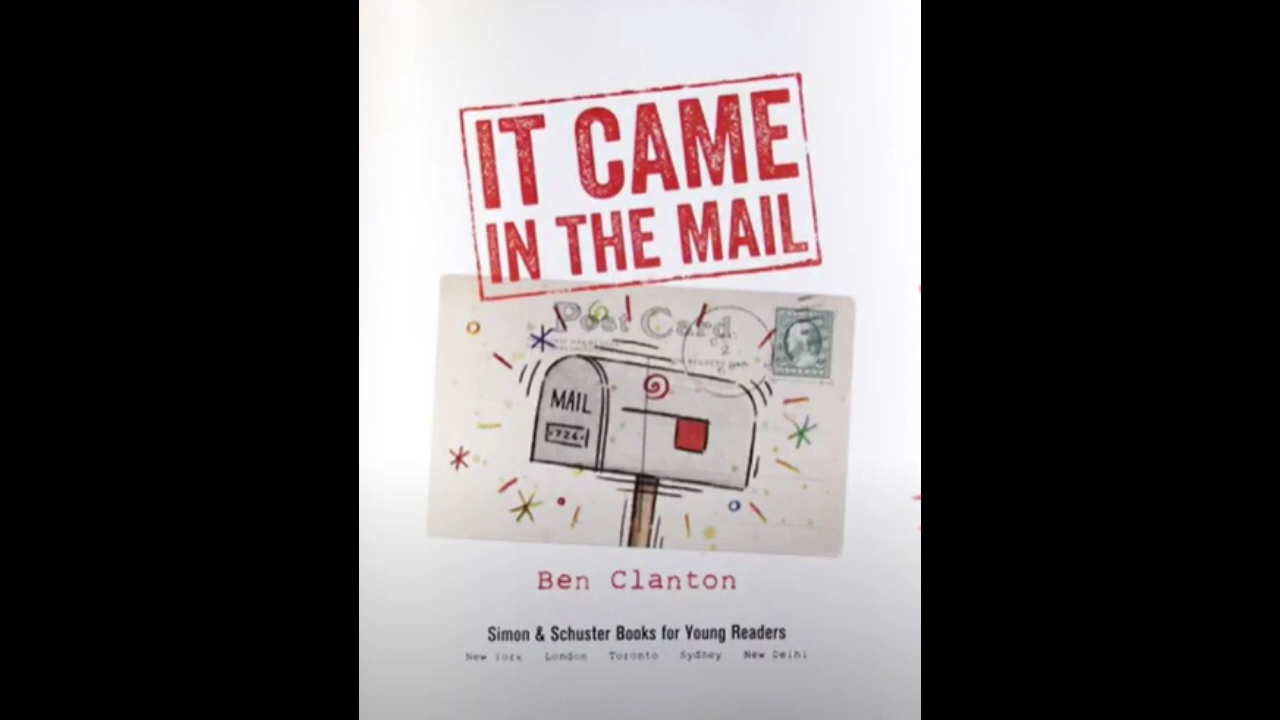 IT CAME
IN THE MAIL
Post Card
MAIL
726
Ben Clanton
Simon & Schuster Books for Young Readers
New York London Toronto Sydney New Delhi